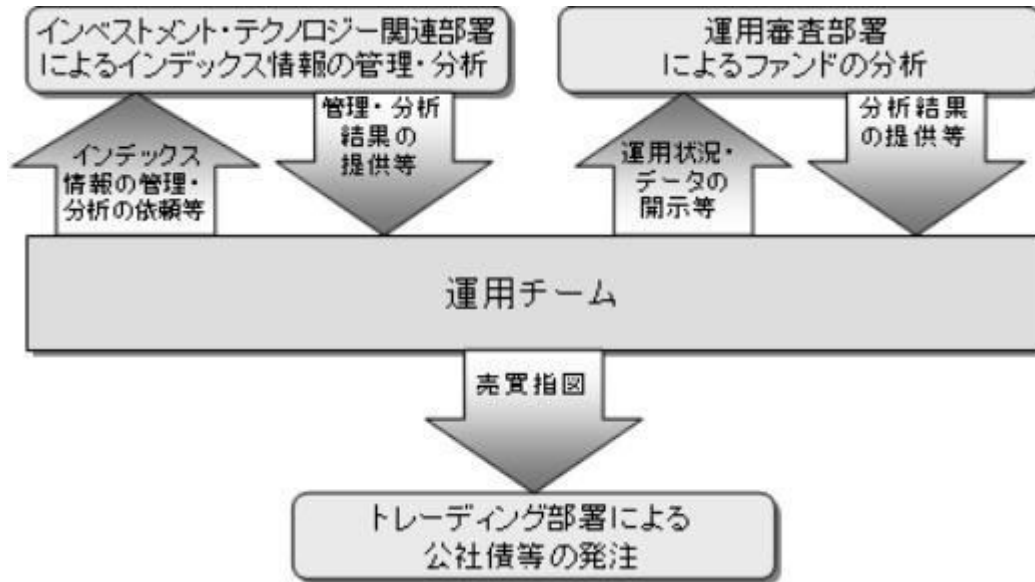 インベストメント・テクノロジー関連部署
によるインデックス情報の管理・分析
運用審査部署
によるファンドの分析
インデックス
情報の管理・
分析の依頼等
管理・分析
結果の
提供等
運用状況・
データの
開示等
分析結果
の提供等
運用チーム
売買指図
トレーディング部署による
公社債等の発注